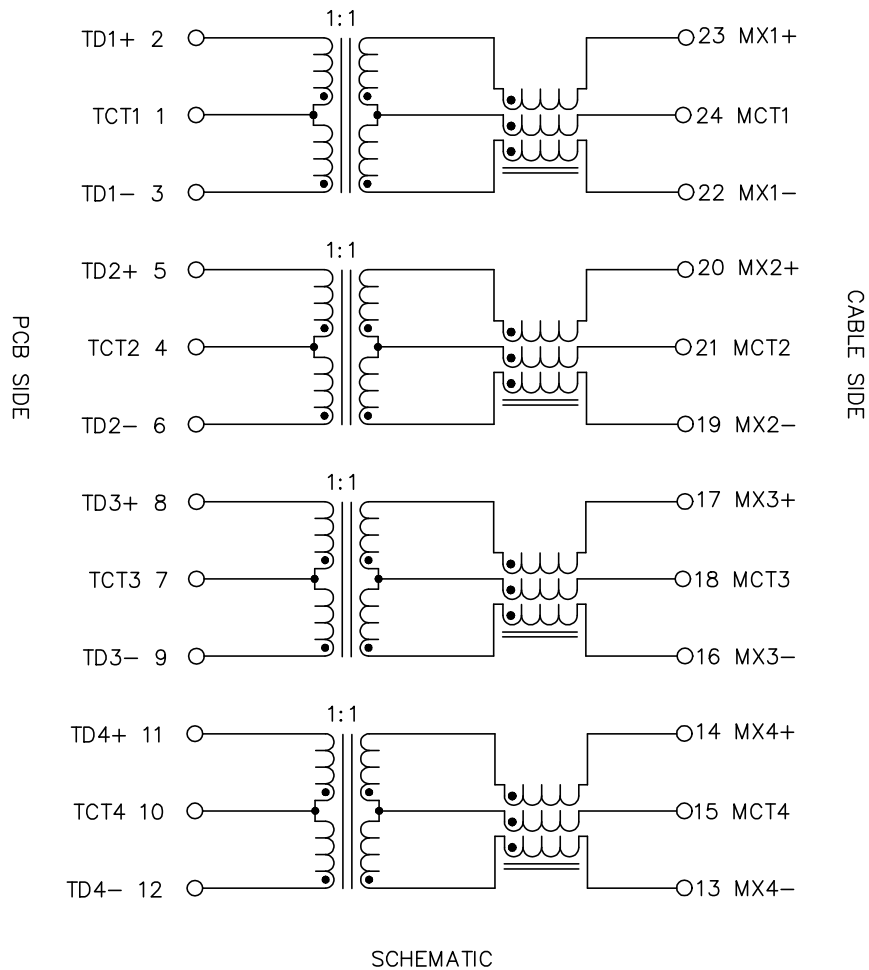 1:1
TD1+ 2 23 MX1+
TCT1 1 24 MCT1
TD1- 3 22 MX1-
1:1
TD2+ 5 20 MX2+
TCT2 4 21 MCT2
TD2- 6 19 MX2-
PCB SIDE
CABLE SIDE
1:1
TD3+ 8 17 MX3+
TCT3 7 18 MCT3
TD3- 9 16 MX3-
1:1
TD4+ 11 14 MX4+
TCT4 10 15 MCT4
TD4- 12 13 MX4-
SCHEMATIC